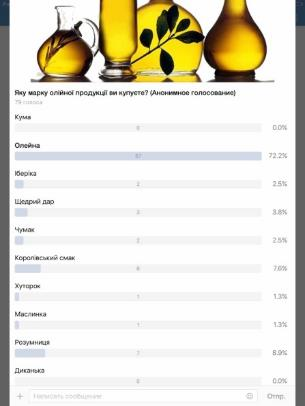 Яку марку олійної продукції ви купуєте? (Анонимное голосование)
79 голоса
Кума
0 0.0%
Олейна
57 72.2%
Іберіка
2 2.5%
Щедрий дар
3 3.8%
Чумак
2 2.5%
Королівський смак
6 7.6%
Хуторок
1 1.3%
Маслинка
1 1.3%
Розумниця
7 8.9%
Диканька
0 0.0%
+ Написать сообщение Отпр.